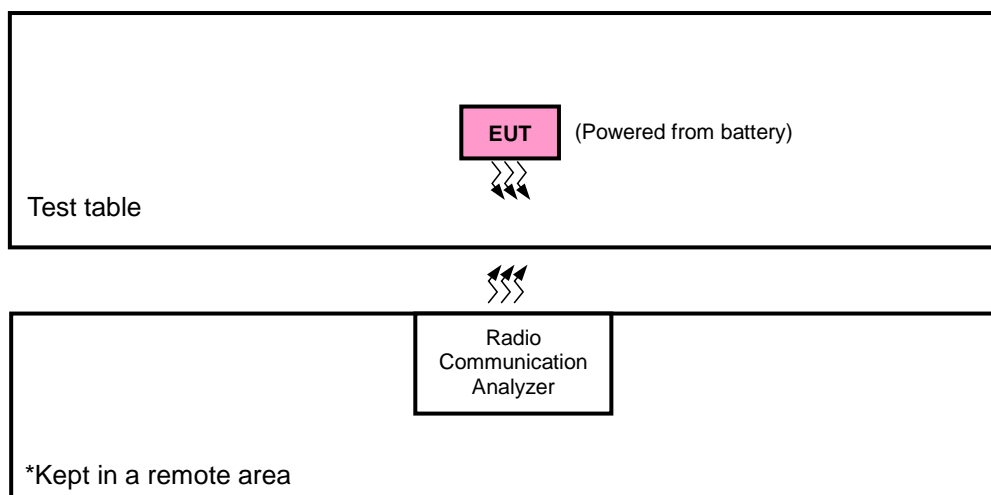 EUT
(Powered from battery)
Test table
Radio
Communication
Analyzer
*Kept in a remote area